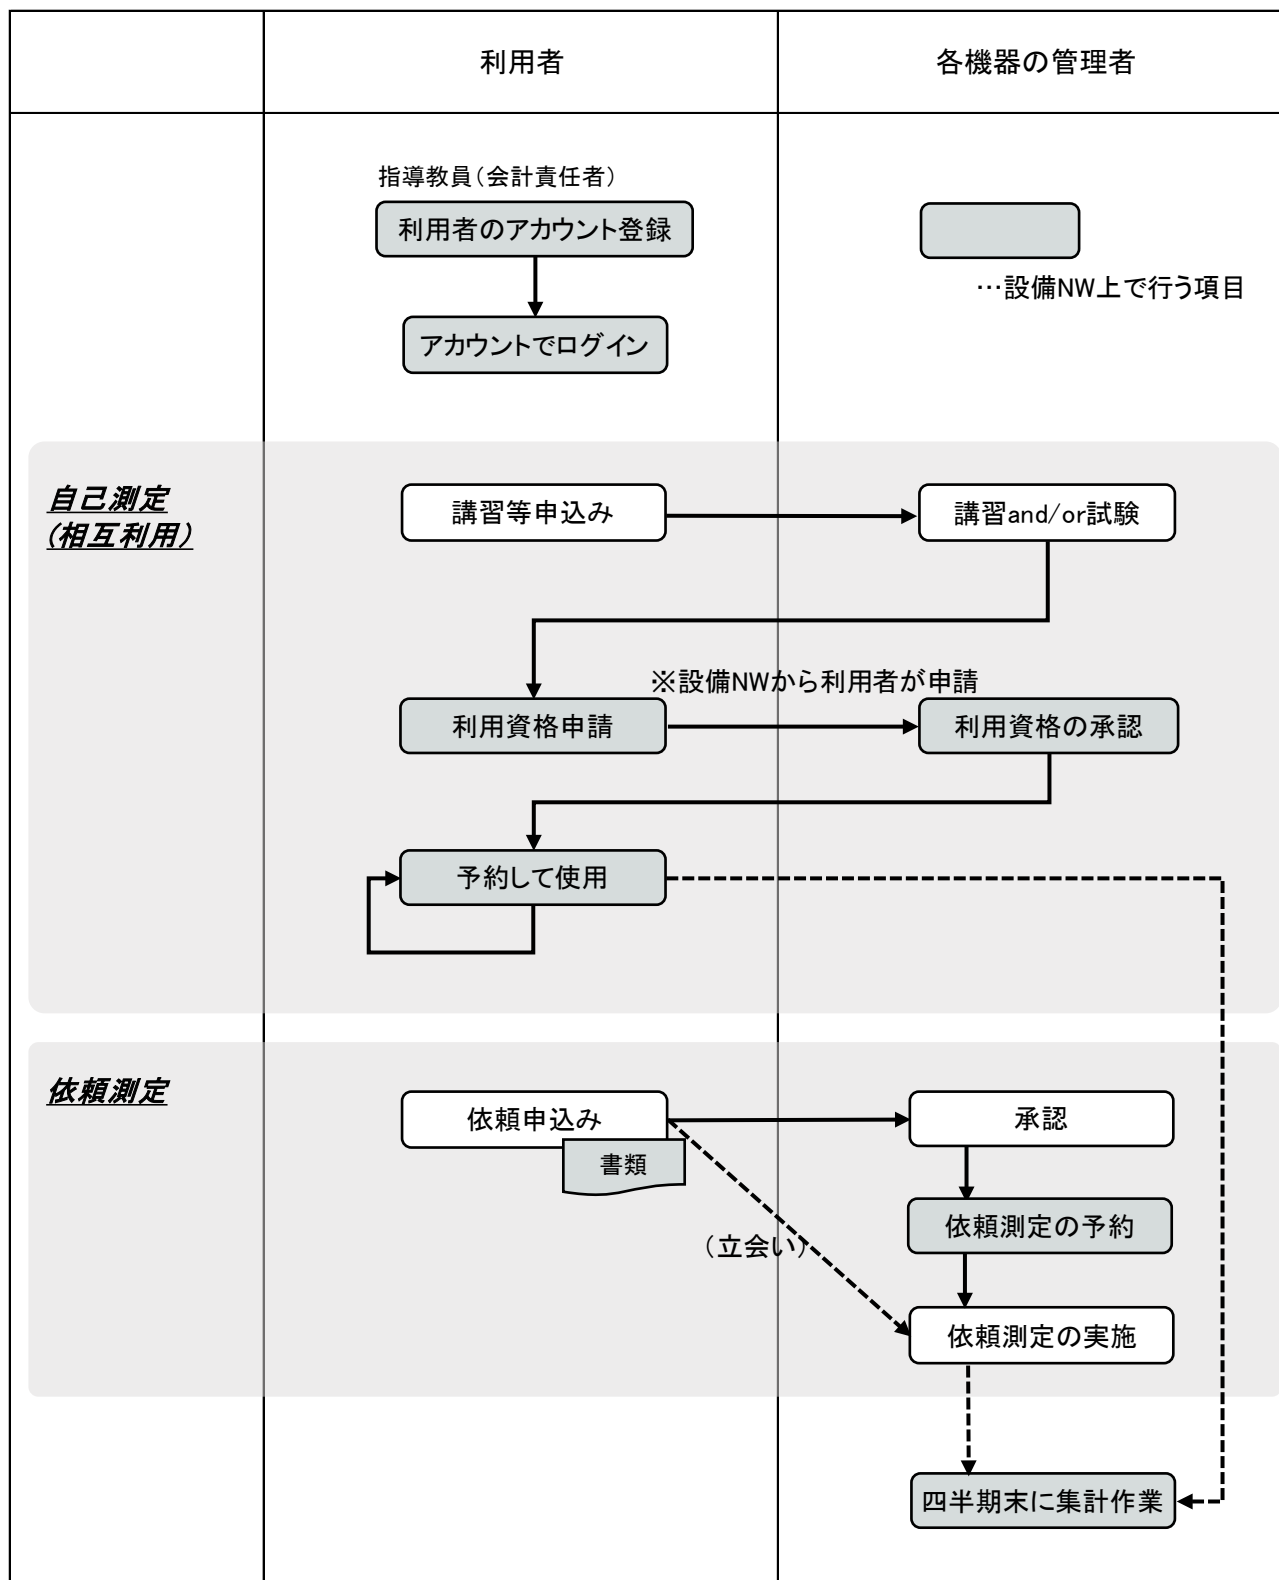 利用者
各機器の管理者
指導教員（会計責任者）
利用者のアカウント登録
…設備NW上で行う項目
アカウントでログイン
自己測定
（相互利用）
講習等申込み
講習and/or試験
※設備NWから利用者が申請
利用資格申請
利用資格の承認
予約して使用
依頼測定
依頼申込み
承認
書類
依頼測定の予約
（立会い）
依頼測定の実施
四半期末に集計作業